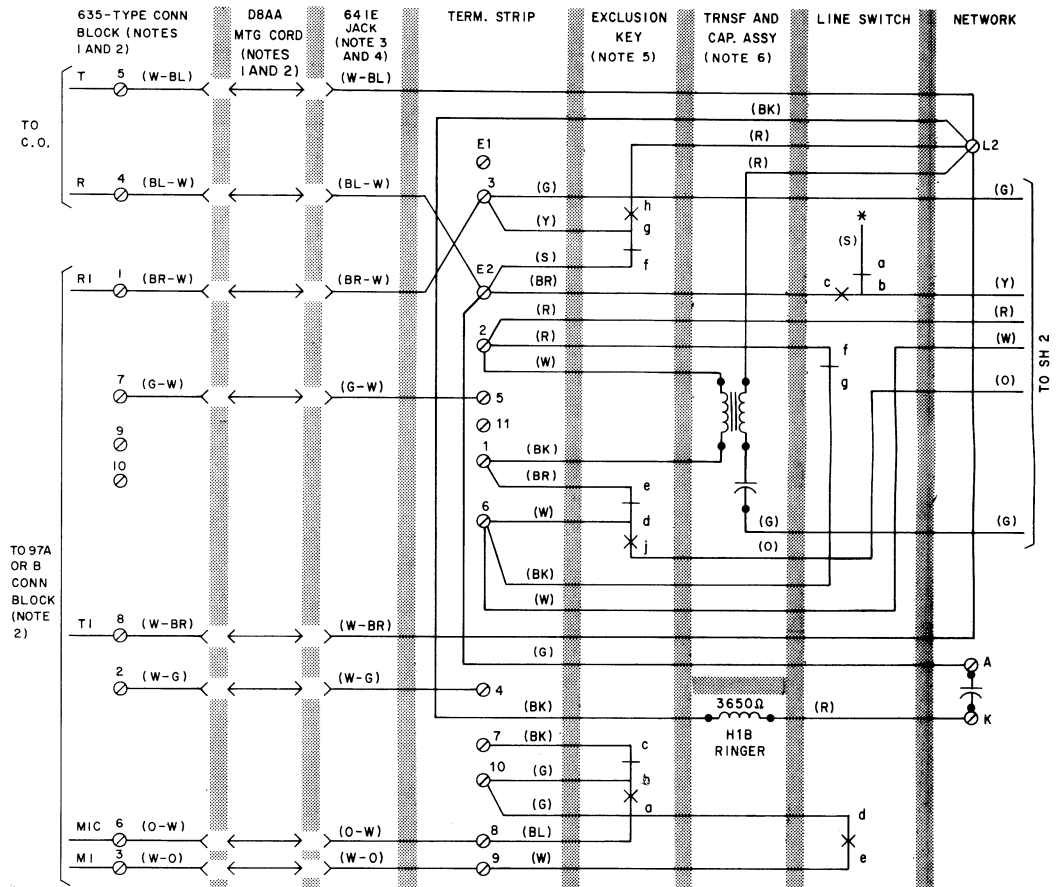 635-TYPE CONN
BLOCK (NOTES
1 AND 2)
D8AA
MTG CORD
(NOTES
1 AND 2)
641E
JACK
(NOTE 3
AND 4)
TERM. STRIP
EXCLUSION
KEY
(NOTE 5)
TRNSF AND
CAP. ASSY
(NOTE 6)
LINE SWITCH
NETWORK
T 5 (W-BL) (W-BL)
TO
C.O.
(BK)
(R)
L2
(R)
E1
R 4 (BL-W) (BL-W)
3 (G) (G)
h
(Y) g
*
(S)
(S) f
a
R1 1 (BR-W) (BR-W)
E2 (BR) c b (Y)
(R) (R)
2 (R) f (W)
(W) g
TO SH 2
7 (G-W) (G-W) 5 (O)
11
9
10
1 (BK)
(BR) e
6 (W) d
j (G) (G)
(O)
(BK)
(W)
TO 97A
OR B
CONN
BLOCK
(NOTE
2)
T1 8 (W-BR) (W-BR)
(G) A
2 (W-G) (W-G) 4
(BK) 3650Ω (R) K
H1B
RINGER
7 (BK) c
10 (G) b
(G) a d
MIC 6 (O-W) (O-W) 8 (BL)
M1 3 (W-O) (W-O) 9 (W) e